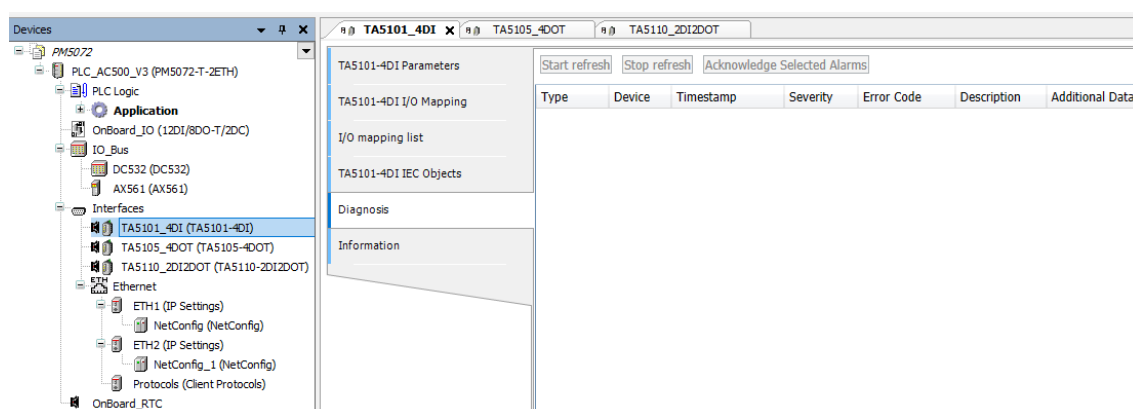 Devices
PM5072
PLC_AC500_V3 (PM5072-T-2ETH)
PLC Logic
Application
OnBoard_IO (12DI/8DO-T/2DC)
IO_Bus
DC532 (DC532)
AX561 (AX561)
Interfaces
TA5101_4DI (TA5101-4DI)
TA5105_4DOT (TA5105-4DOT)
TA5110_2DI2DOT (TA5110-2DI2DOT)
ETH
Ethernet
ETH1 (IP Settings)
NetConfig (NetConfig)
ETH2 (IP Settings)
NetConfig_1 (NetConfig)
Protocols (Client Protocols)
OnBoard_RTC
TA5101_4DI TA5105_4DOT TA5110_2DI2DOT
TA5101-4DI Parameters
TA5101-4DI I/O Mapping
I/O mapping list
TA5101-4DI IEC Objects
Diagnosis
Information
Start refresh Stop refresh Acknowledge Selected Alarms
Type Device Timestamp Severity Error Code Description Additional Data